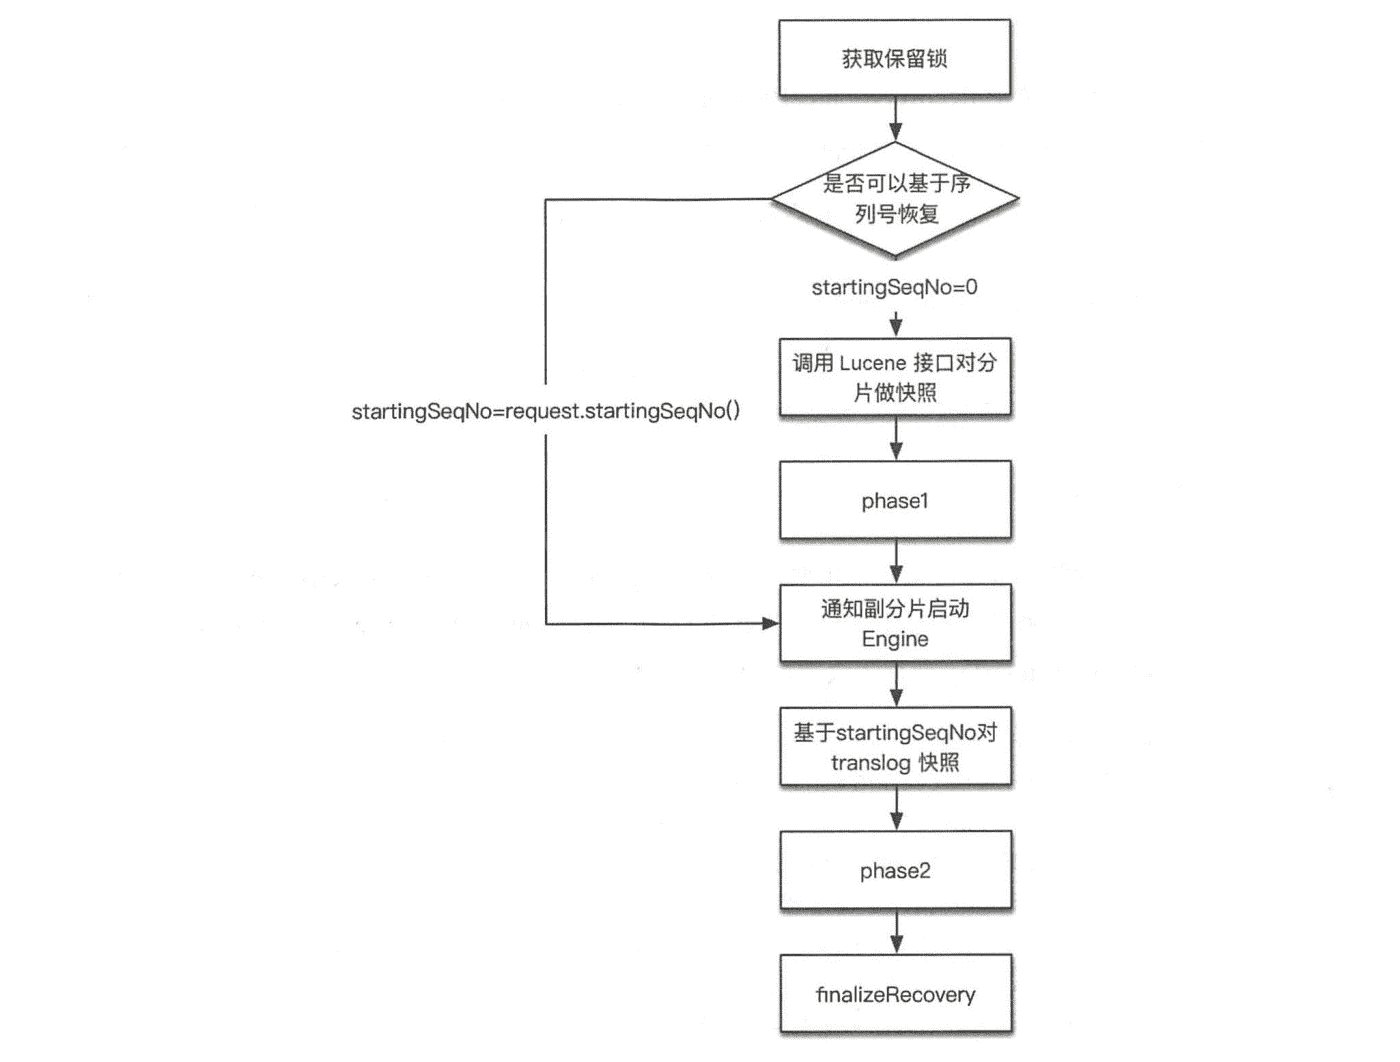 获取保留锁
是否可以基于序
列号恢复
startingSeqNo=0
调用 Lucene 接口对分
片做快照
startingSeqNo=request.startingSeqNo()
phase1
通知副分片启动
Engine
基于startingSeqNo对
translog 快照
phase2
finalizeRecovery